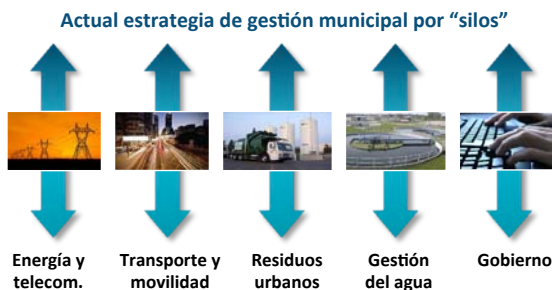 Actual estrategia de gestión municipal por “silos”
Energía y telecom.
Transporte y movilidad
Residuos urbanos
Gestión del agua
Gobierno